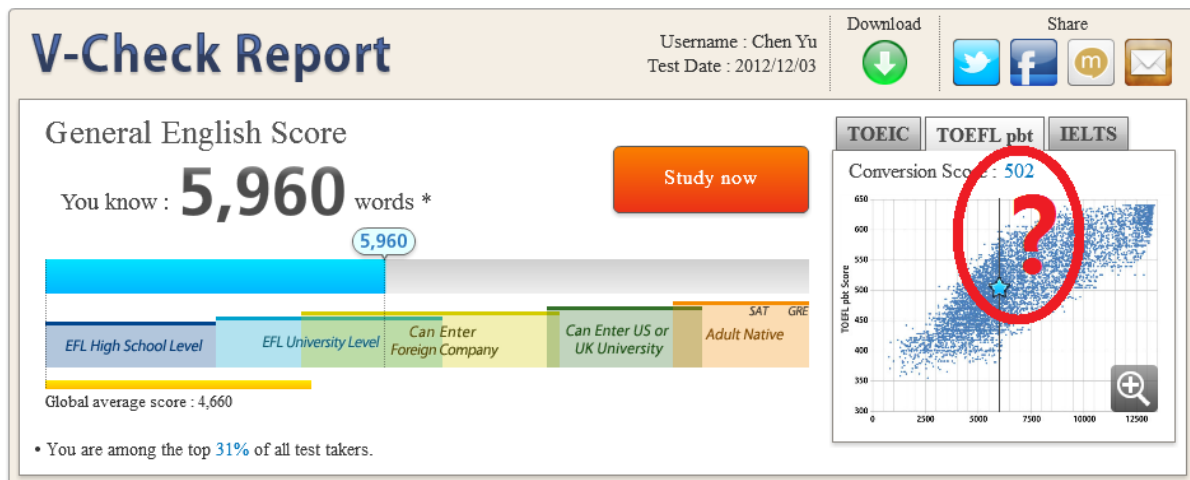 V-Check Report
Username : Chen Yu
Test Date : 2012/12/03
Download
Share
m
General English Score
You know : 5,960 words *
Study now
5,960
EFL High School Level
EFL University Level
Can Enter
Foreign Company
Can Enter US or
UK University
SAT GRE
Adult Native
Global average score : 4,660
• You are among the top 31% of all test takers.
TOEIC TOEFL pbt IELTS
Conversion Score : 502
?
TOEFL pbt Score
650
600
550
500
450
400
350
300
0 2500 5000 7500 10000 12500